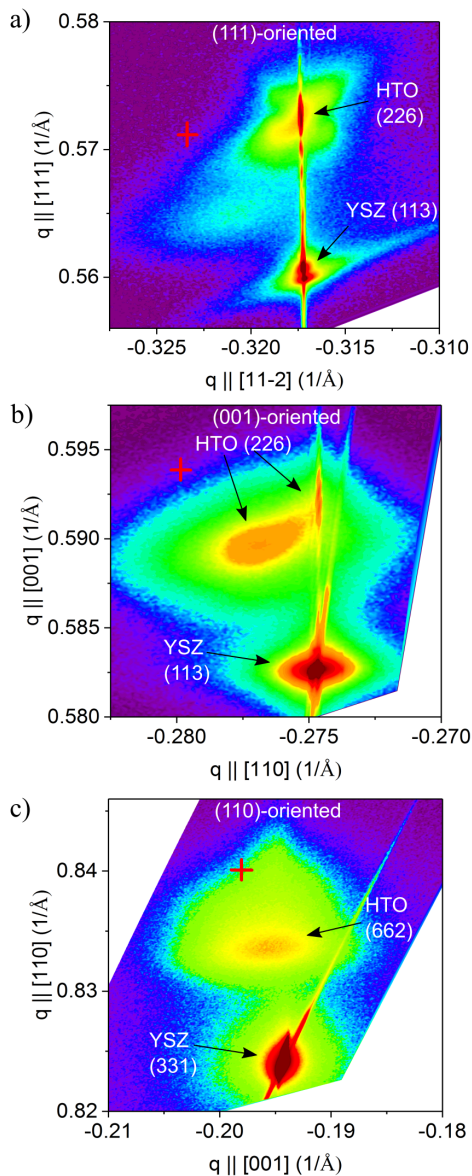 a)
(111)-oriented
0.58
0.57
0.56
q || [111] (1/Å)
HTO
(226)
YSZ (113)
-0.325
-0.320
-0.315
-0.310
q || [11-2] (1/Å)
b)
(001)-oriented
HTO (226)
0.595
0.590
0.585
0.580
q || [001] (1/Å)
YSZ
(113)
-0.280
-0.275
-0.270
q || [110] (1/Å)
c)
(110)-oriented
0.84
0.83
0.82
q || [110] (1/Å)
HTO
(662)
YSZ
(331)
-0.21
-0.20
-0.19
-0.18
q || [001] (1/Å)